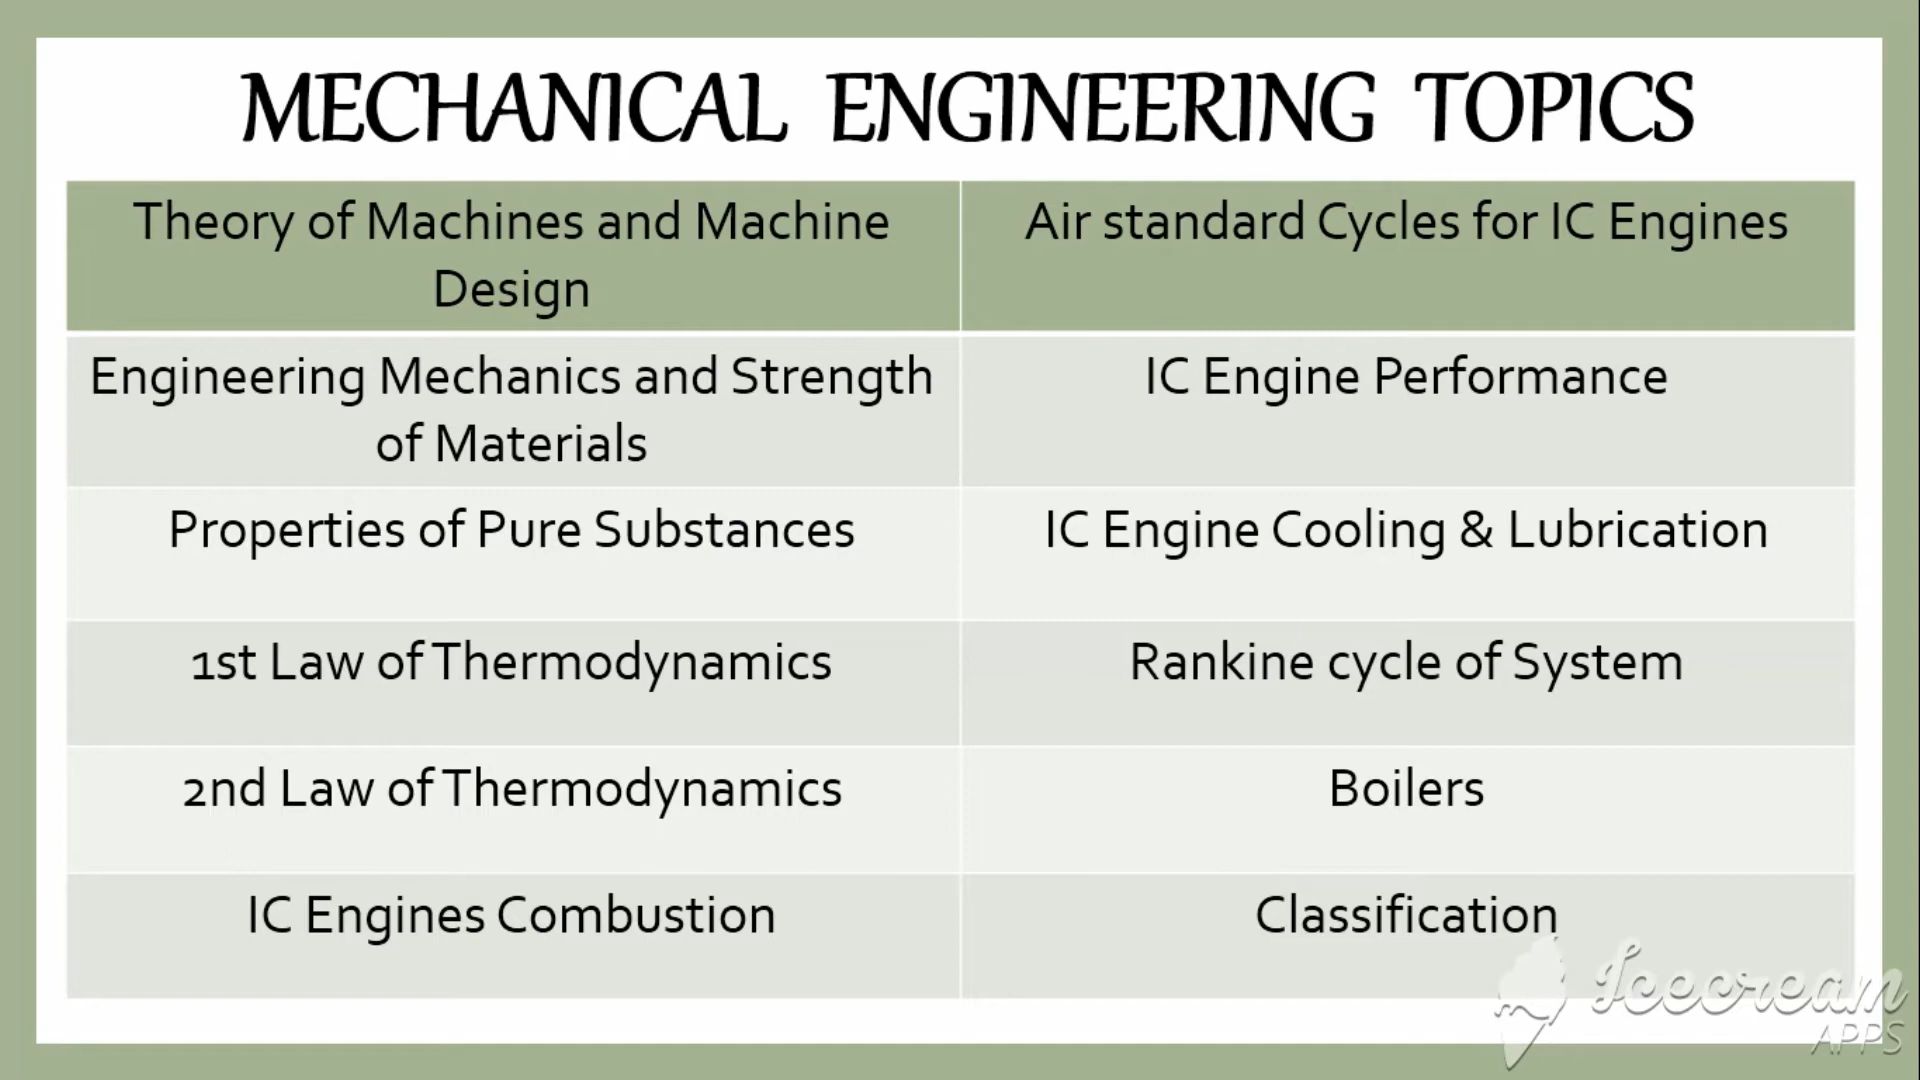 MECHANICAL ENGINEERING TOPICS
Theory of Machines and Machine
Design
Air standard Cycles for IC Engines
Engineering Mechanics and Strength
of Materials
IC Engine Performance
Properties of Pure Substances
IC Engine Cooling & Lubrication
1st Law of Thermodynamics
Rankine cycle of System
2nd Law of Thermodynamics
Boilers
IC Engines Combustion
Classification
Icecream
APPS